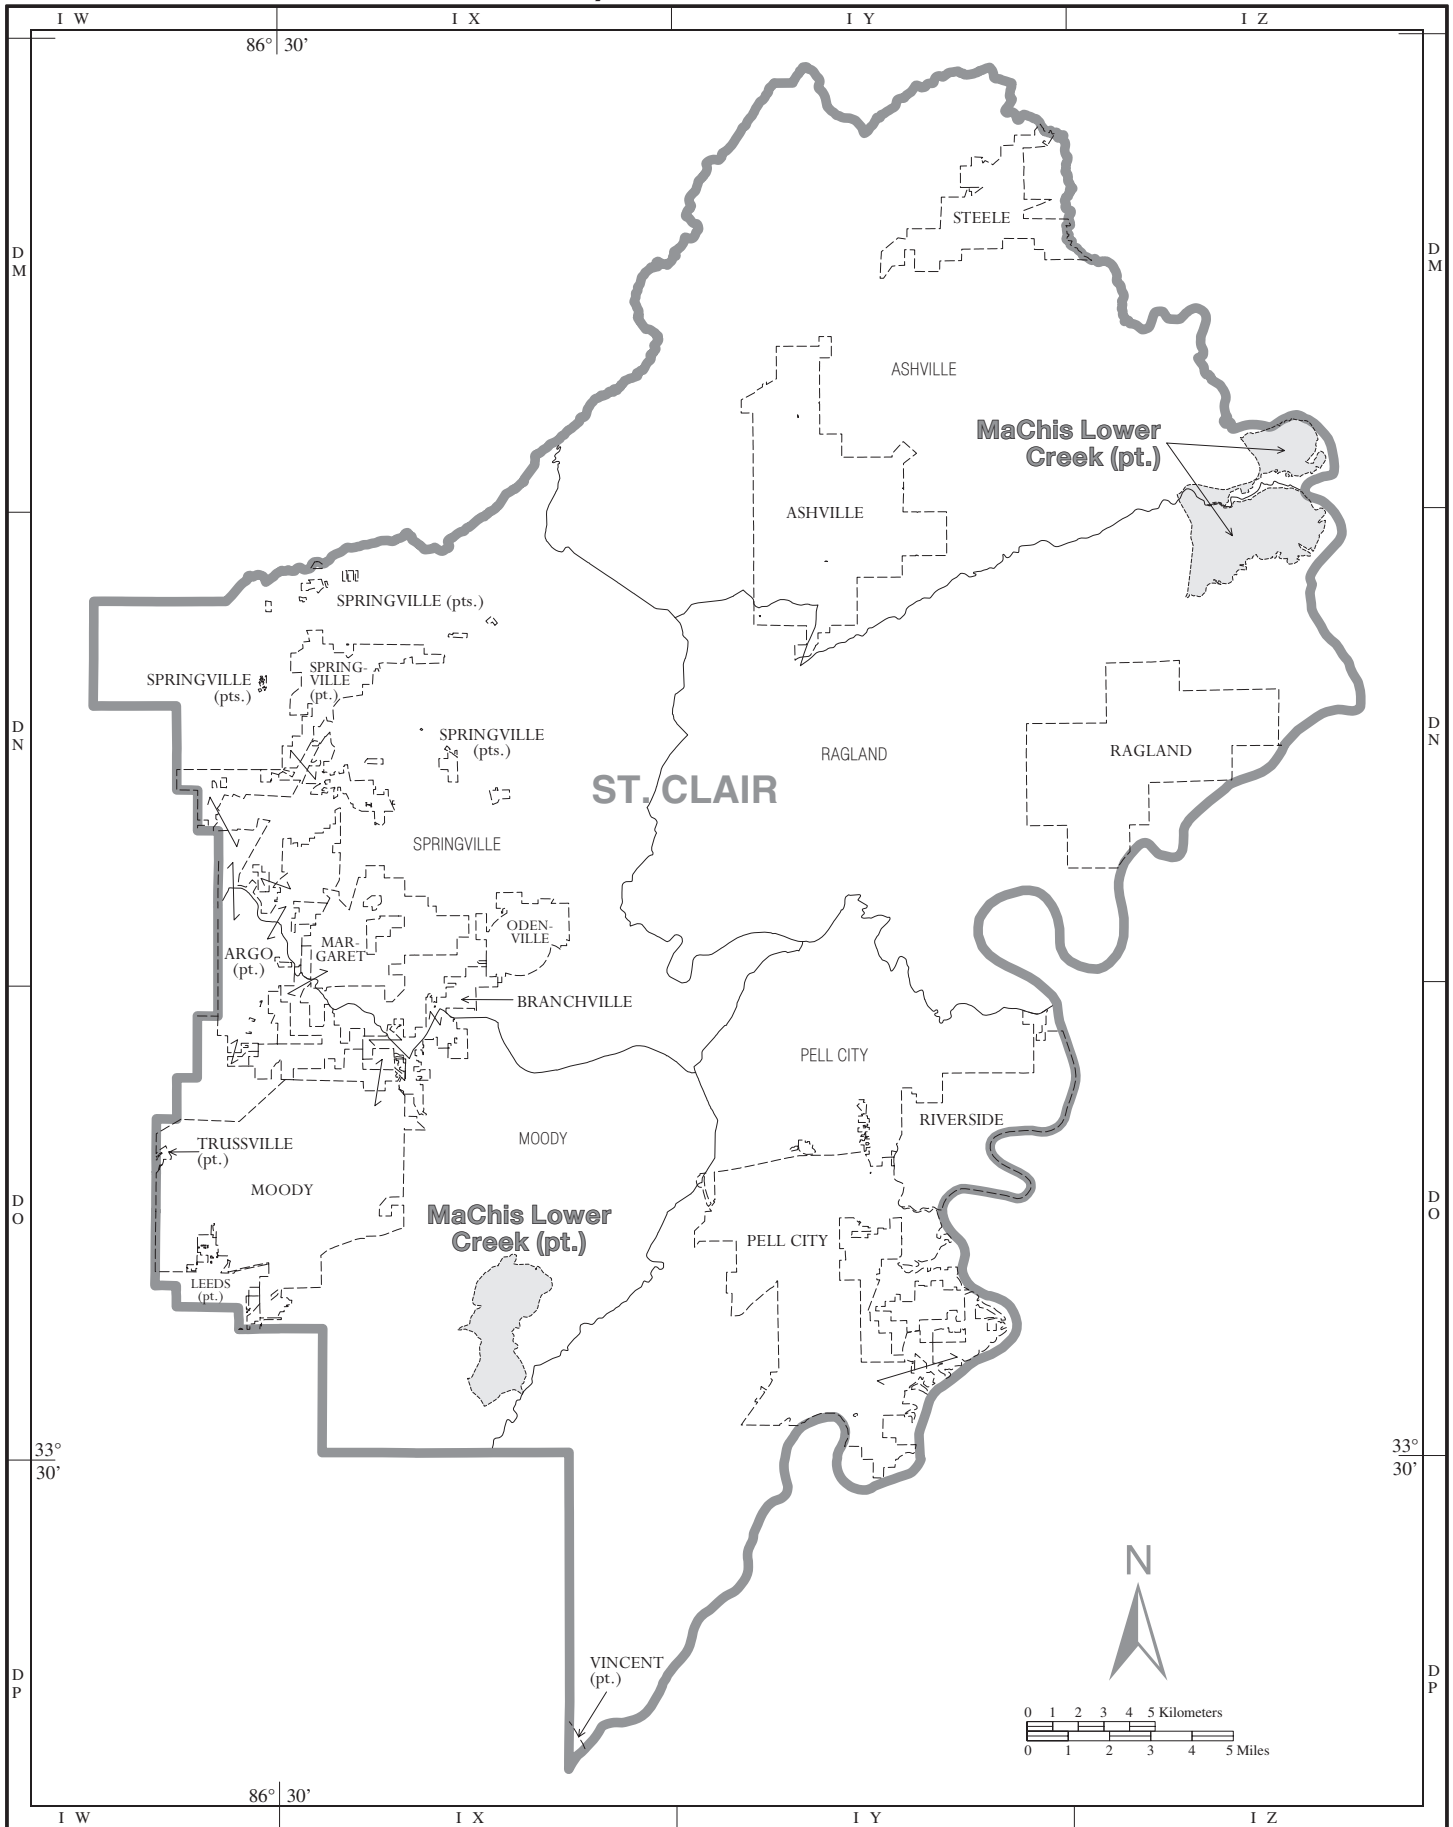 I W
I X
I Y
I Z
86° 30'
D
M
D
M
STEELE
ASHVILLE
MaChis Lower
Creek (pt.)
ASHVILLE
SPRINGVILLE (pts.)
SPRING-
VILLE
(pt.)
SPRINGVILLE
(pts.)
SPRINGVILLE
(pts.)
D
N
D
N
RAGLAND
RAGLAND
ST. CLAIR
SPRINGVILLE
ODEN-
VILLE
MAR-
GARET
ARGO
(pt.)
BRANCHVILLE
PELL CITY
RIVERSIDE
MOODY
TRUSSVILLE
(pt.)
MOODY
D
O
D
O
MaChis Lower
Creek (pt.)
PELL CITY
LEEDS
(pt.)
33°
30'
33°
30'
N
VINCENT
(pt.)
D
P
D
P
0 1 2 3 4 5 Kilometers
0 1 2 3 4 5 Miles
86° 30'
I W
I X
I Y
I Z